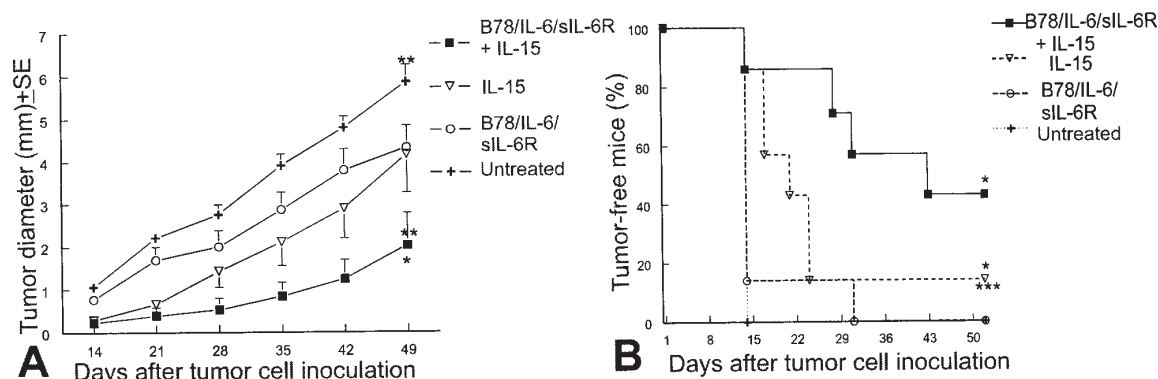 Tumor diameter (mm)±SE
7
6
5
4
3
2
1
0
14 21 28 35 42 49
A Days after tumor cell inoculation
**
**
*
B78/IL-6/sIL-6R
+ IL-15
IL-15
B78/IL-6/
sIL-6R
Untreated
Tumor-free mice (%)
100
80
60
40
20
0
1 8 15 22 29 36 43 50
B Days after tumor cell inoculation
*
*
***
B78/IL-6/sIL-6R
+ IL-15
IL-15
B78/IL-6/
sIL-6R
Untreated